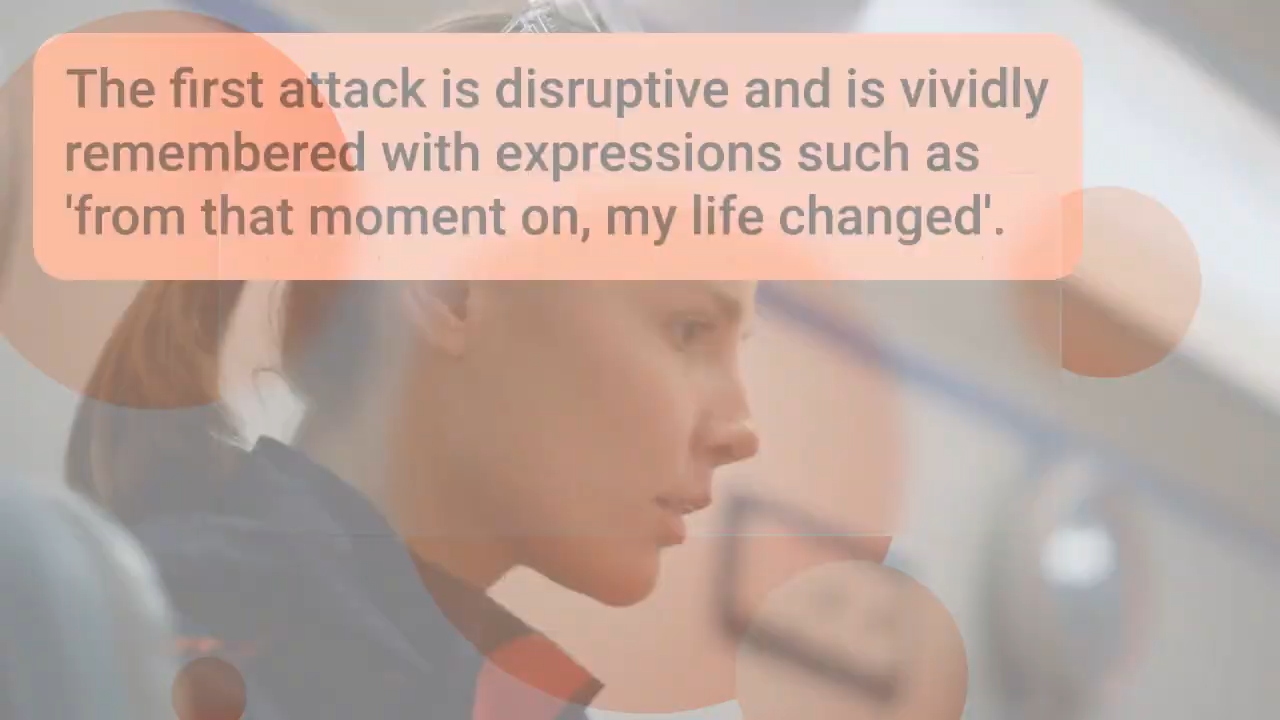 The first attack is disruptive and is vividly
remembered with expressions such as
'from that moment on, my life changed'.